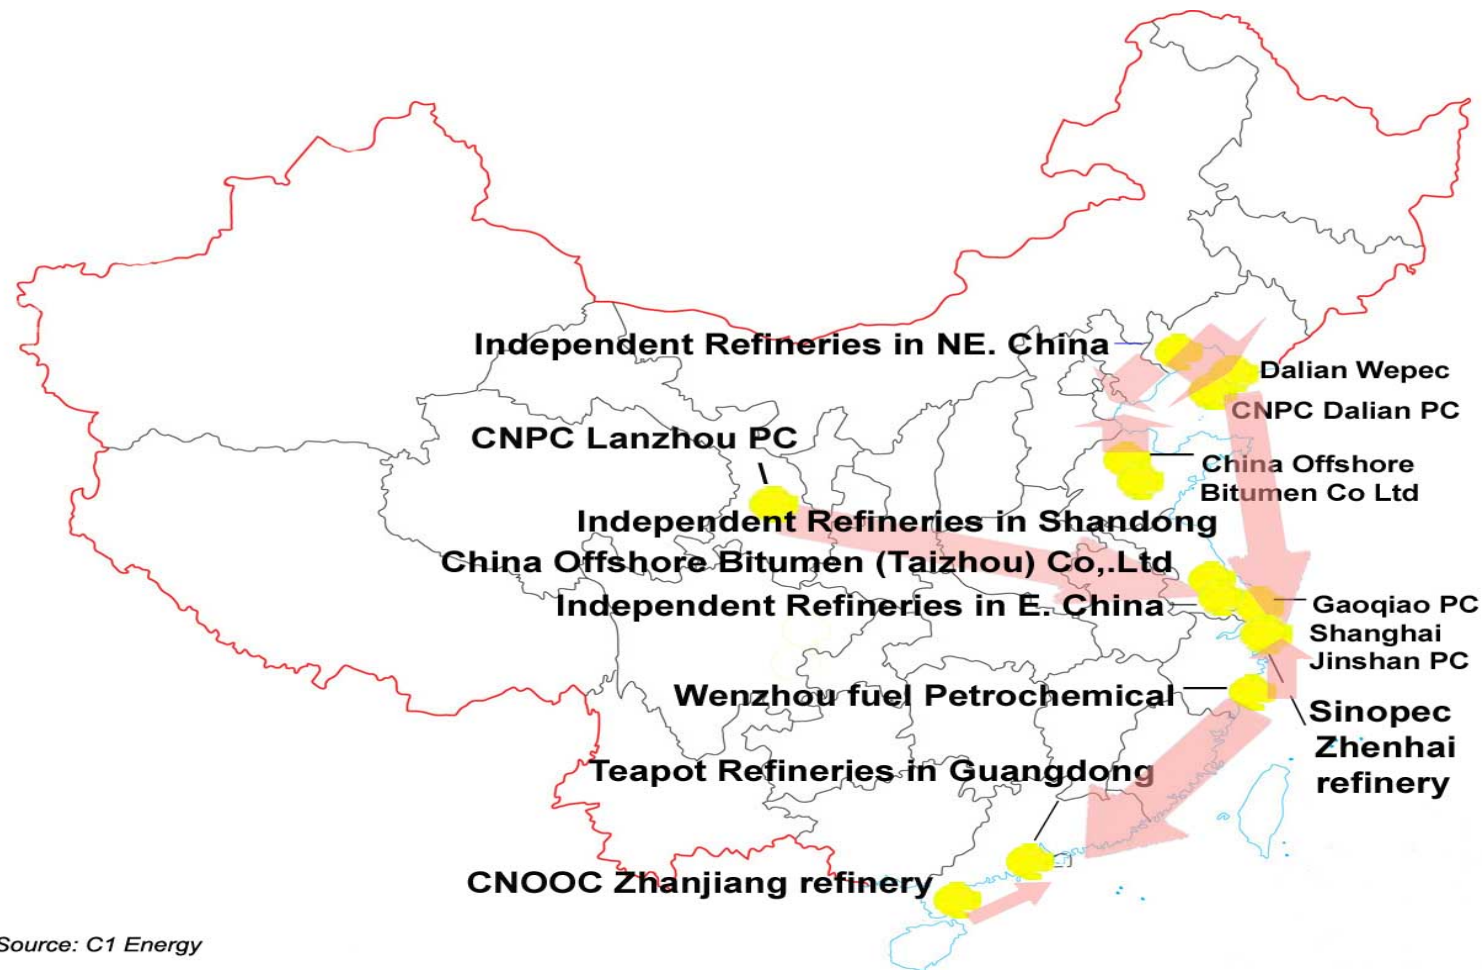 Independent Refineries in NE. China
Dalian Wepec
CNPC Dalian PC
CNPC Lanzhou PC
China Offshore
Bitumen Co Ltd
Independent Refineries in Shandong
China Offshore Bitumen (Taizhou) Co,.Ltd
Independent Refineries in E. China
Gaoqiao PC
Shanghai
Jinshan PC
Wenzhou fuel Petrochemical
Sinopec
Zhenhai
refinery
Teapot Refineries in Guangdong
CNOOC Zhanjiang refinery
Source: C1 Energy